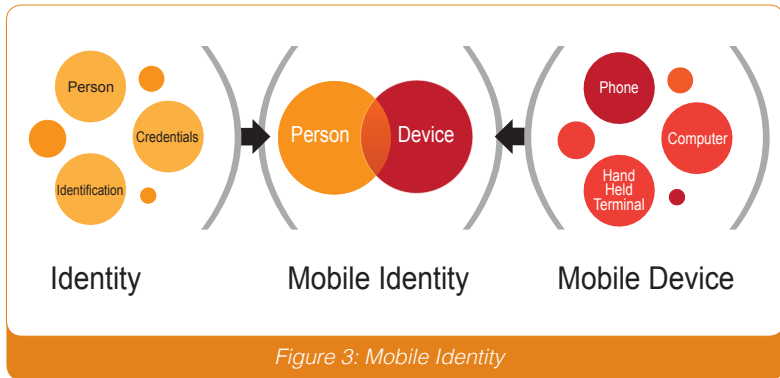 Person
Credentials
Identification
Identity
Person
Device
Mobile Identity
Phone
Computer
Hand
Held
Terminal
Mobile Device
Figure 3: Mobile Identity